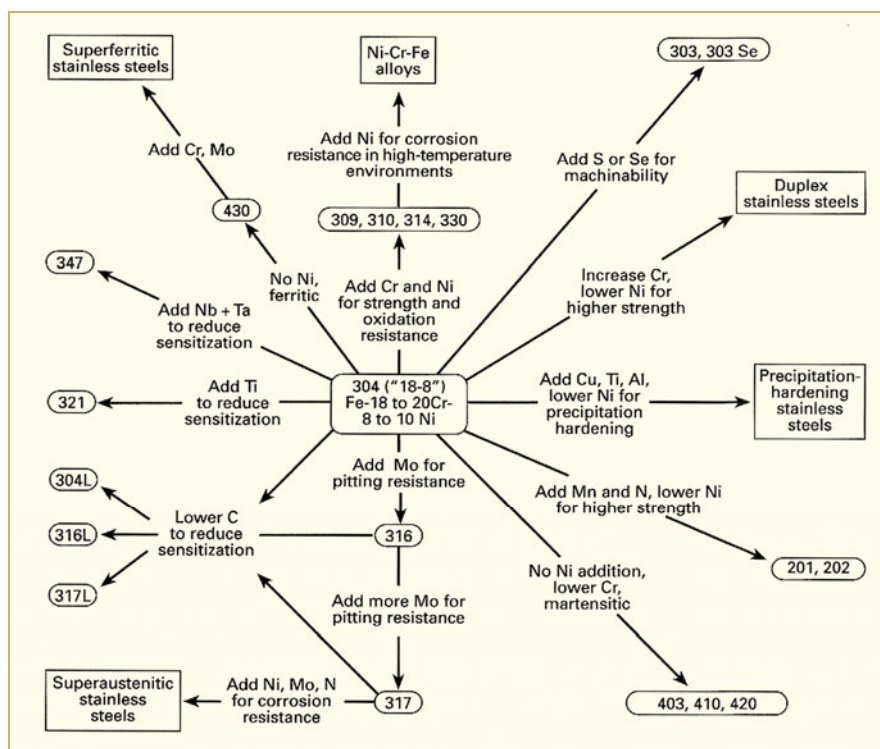 Superferritic
stainless steels
Ni-Cr-Fe
alloys
303, 303 Se
Add Cr, Mo
Add Ni for corrosion
resistance in high-temperature
environments
Add S or Se for
machinability
Duplex
stainless steels
430
309, 310, 314, 330
347
No Ni,
ferritic
Add Cr and Ni
for strength and
oxidation
resistance
Increase Cr,
lower Ni for
higher strength
Add Nb + Ta
to reduce
sensitization
321
Add Ti
to reduce
sensitization
304 ("18-8")
Fe-18 to 20Cr-
8 to 10 Ni
Add Cu, Ti, Al,
lower Ni for
precipitation
hardening
Precipitation-
hardening
stainless
steels
Add Mo for
pitting resistance
304L
316L
317L
Lower C
to reduce
sensitization
316
Add Mn and N, lower Ni
for higher strength
201, 202
No Ni addition,
lower Cr,
martensitic
Add more Mo for
pitting resistance
Superaustenitic
stainless
steels
Add Ni, Mo, N
for corrosion
resistance
317
403, 410, 420